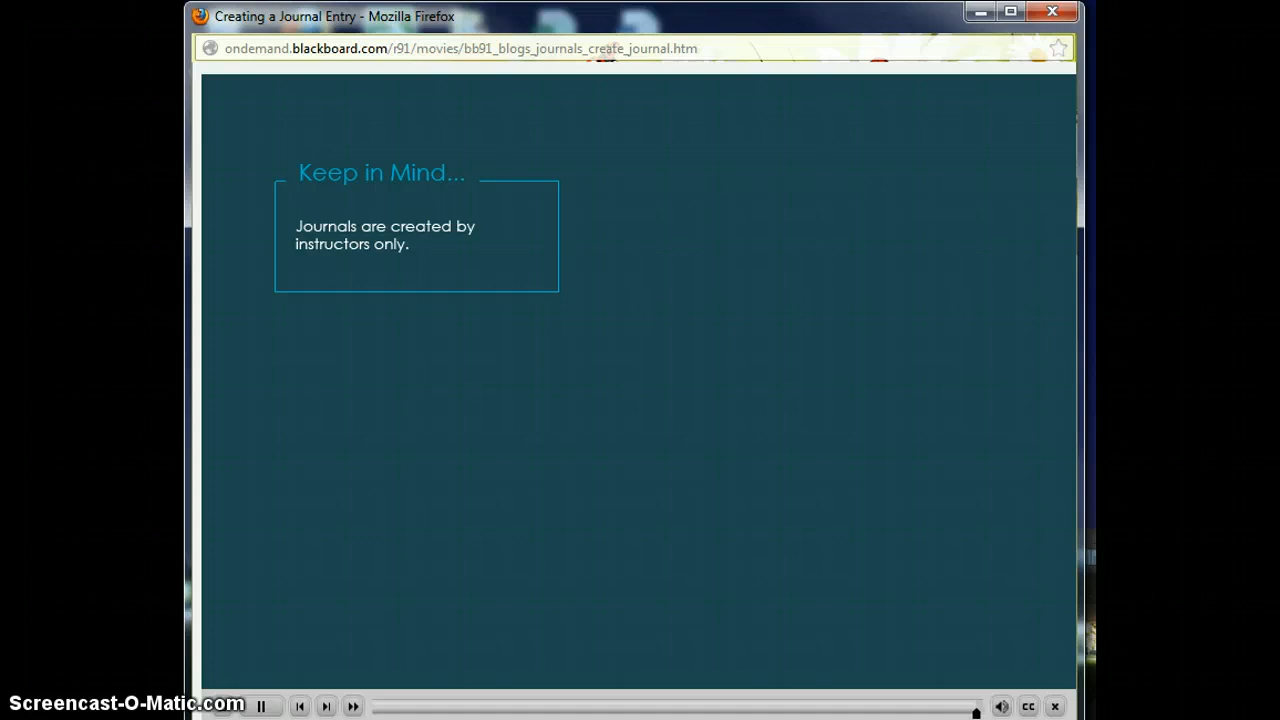 Creating a Journal Entry - Mozilla Firefox
ondemand.blackboard.com/r91/movies/bb91_blogs_journals_create_journal.htm
Keep in Mind...
Journals are created by
instructors only.
CC
Screencast-O-Matic.com